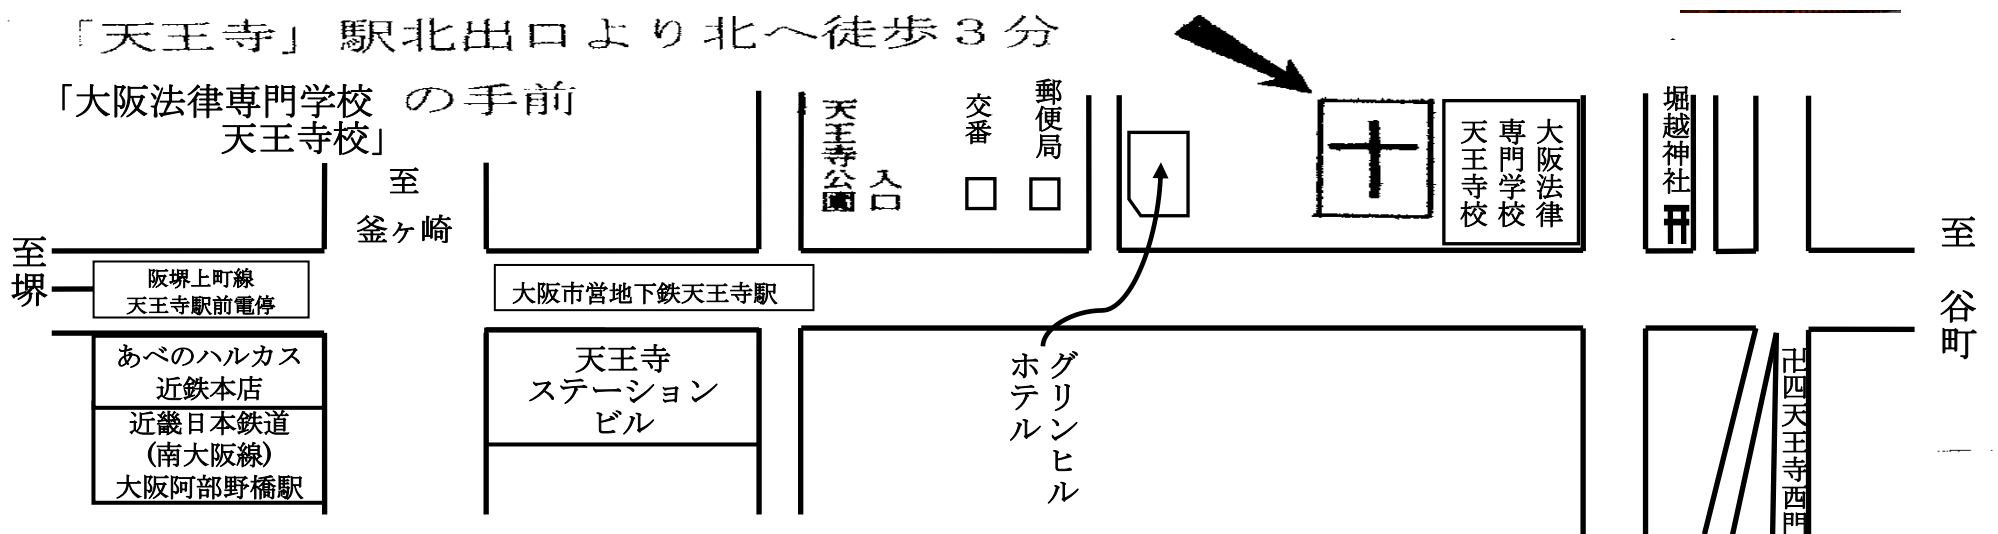 「天王寺」駅北出口より北へ徒歩3分
「大阪法律専門学校 の手前
天王寺校」
至
釜ヶ崎
至
堺
阪堺上町線
天王寺駅前電停
あべのハルカス
近鉄本店
近畿日本鉄道
(南大阪線)
大阪阿部野橋駅
大阪市営地下鉄天王寺駅
天王寺
ステーション
ビル
天王寺公園
入口
交番
郵便局
グリンヒル
ホテル
大阪法律
専門学校
天王寺校
堀越神社
至
谷町
卍四天王寺西門